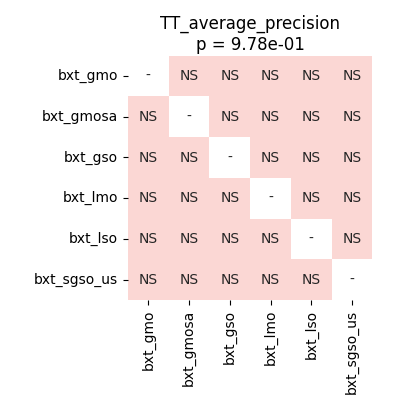 TT_average_precision
p = 9.78e-01
bxt_gmo - NS NS NS NS NS
bxt_gmosa NS - NS NS NS NS
bxt_gso NS NS - NS NS NS
bxt_lmo NS NS NS - NS NS
bxt_lso NS NS NS NS - NS
bxt_sgso_us NS NS NS NS NS -
bxt_gmo bxt_gmosa bxt_gso bxt_lmo bxt_lso bxt_sgso_us